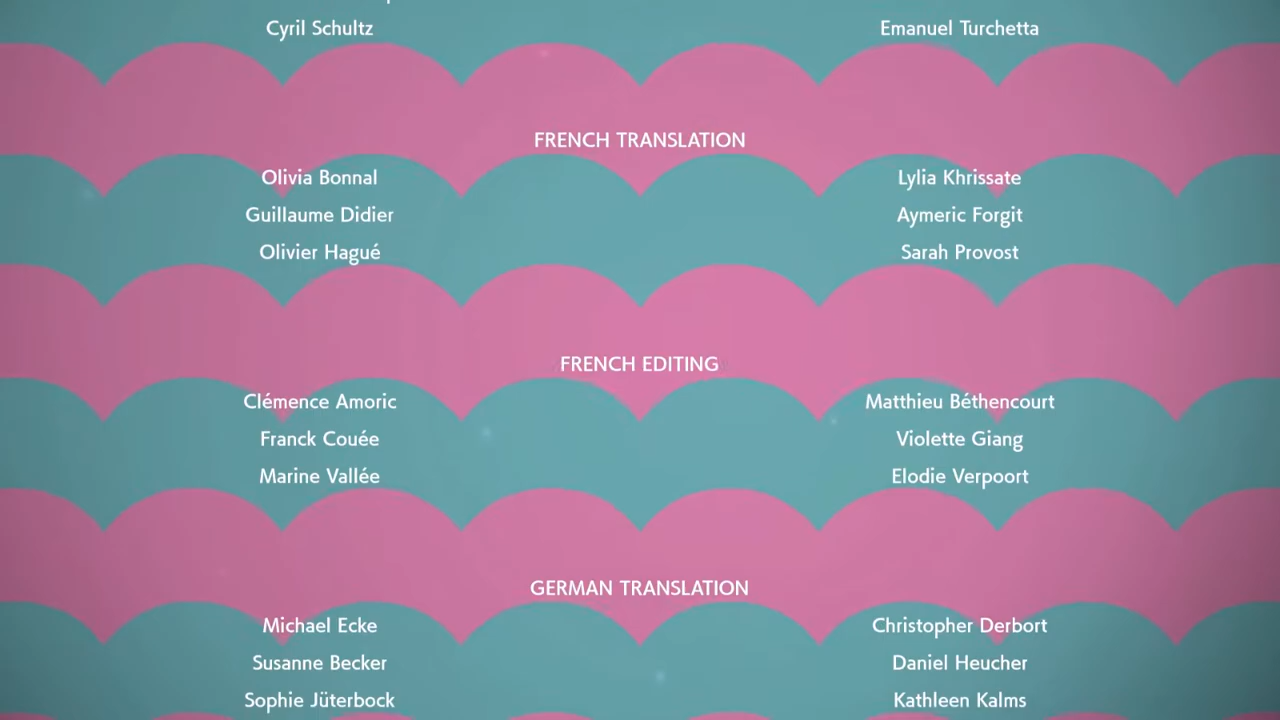 Cyril Schultz Emanuel Turchetta
FRENCH TRANSLATION
Olivia Bonnal Lylia Khrissate
Guillaume Didier Aymeric Forgit
Olivier Hagué Sarah Provost
FRENCH EDITING
Clémence Amoric Matthieu Béthencourt
Franck Couée Violette Giang
Marine Vallée Elodie Verpoort
GERMAN TRANSLATION
Michael Ecke Christopher Derbort
Susanne Becker Daniel Heucher
Sophie Jüterbock Kathleen Kalms